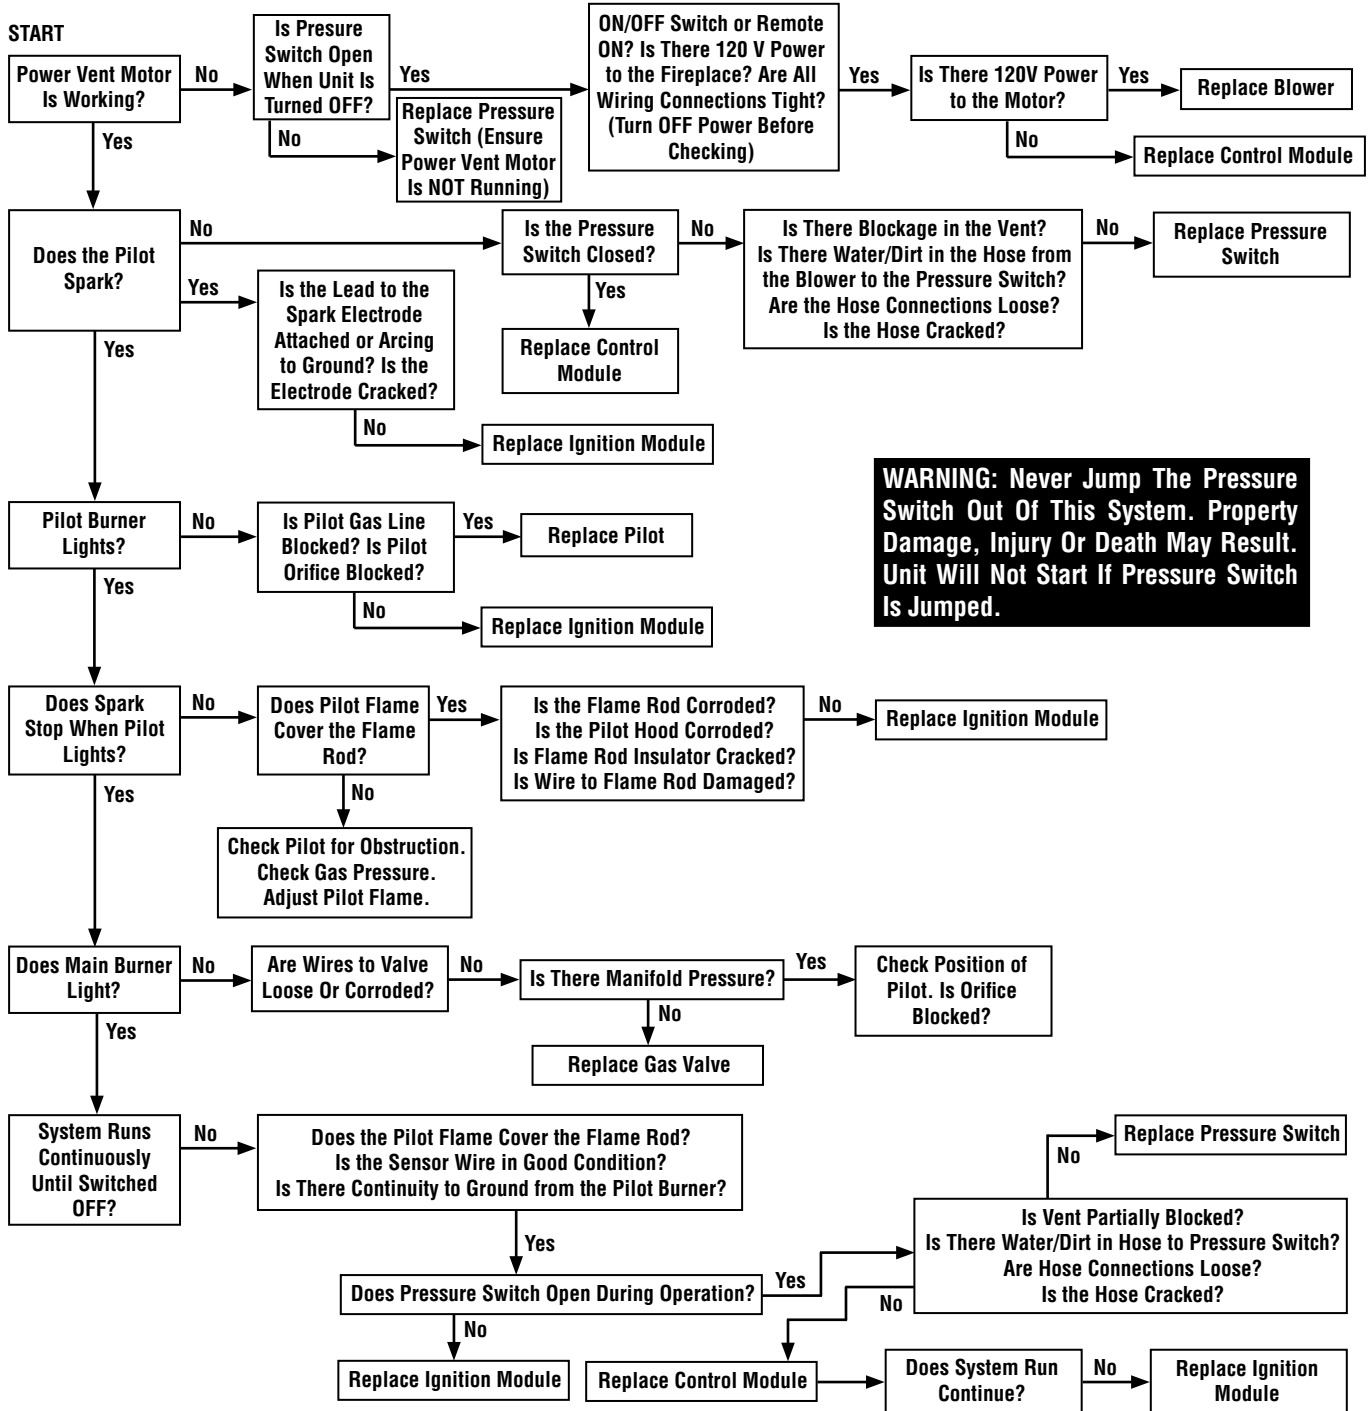 START
Power Vent Motor
Is Working?
No
Yes
Is Presure
Switch Open
When Unit Is
Turned OFF?
Yes
No
Replace Pressure
Switch (Ensure
Power Vent Motor
Is NOT Running)
ON/OFF Switch or Remote
ON? Is There 120 V Power
to the Fireplace? Are All
Wiring Connections Tight?
(Turn OFF Power Before
Checking)
Yes
Is There 120V Power
to the Motor?
Yes
Replace Blower
No
Replace Control Module
Does the Pilot
Spark?
No
Yes
Yes
Is the Pressure
Switch Closed?
No
Yes
Replace Control
Module
Is There Blockage in the Vent?
Is There Water/Dirt in the Hose from
the Blower to the Pressure Switch?
Are the Hose Connections Loose?
Is the Hose Cracked?
No
Replace Pressure
Switch
Is the Lead to the
Spark Electrode
Attached or Arcing
to Ground? Is the
Electrode Cracked?
No
Replace Ignition Module
WARNING: Never Jump The Pressure
Switch Out Of This System. Property
Damage, Injury Or Death May Result.
Unit Will Not Start If Pressure Switch
Is Jumped.
Pilot Burner
Lights?
No
Yes
Is Pilot Gas Line
Blocked? Is Pilot
Orifice Blocked?
Yes
Replace Pilot
No
Replace Ignition Module
Does Spark
Stop When Pilot
Lights?
No
Yes
Does Pilot Flame
Cover the Flame
Rod?
Yes
No
Check Pilot for Obstruction.
Check Gas Pressure.
Adjust Pilot Flame.
Is the Flame Rod Corroded?
Is the Pilot Hood Corroded?
Is Flame Rod Insulator Cracked?
Is Wire to Flame Rod Damaged?
No
Replace Ignition Module
Does Main Burner
Light?
No
Yes
Are Wires to Valve
Loose Or Corroded?
No
Is There Manifold Pressure?
Yes
No
Replace Gas Valve
Check Position of
Pilot. Is Orifice
Blocked?
System Runs
Continuously
Until Switched
OFF?
No
Does the Pilot Flame Cover the Flame Rod?
Is the Sensor Wire in Good Condition?
Is There Continuity to Ground from the Pilot Burner?
Yes
Does Pressure Switch Open During Operation?
Yes
No
Replace Ignition Module
Replace Pressure Switch
No
Is Vent Partially Blocked?
Is There Water/Dirt in Hose to Pressure Switch?
Are Hose Connections Loose?
Is the Hose Cracked?
No
Replace Control Module
Does System Run
Continue?
No
Replace Ignition
Module